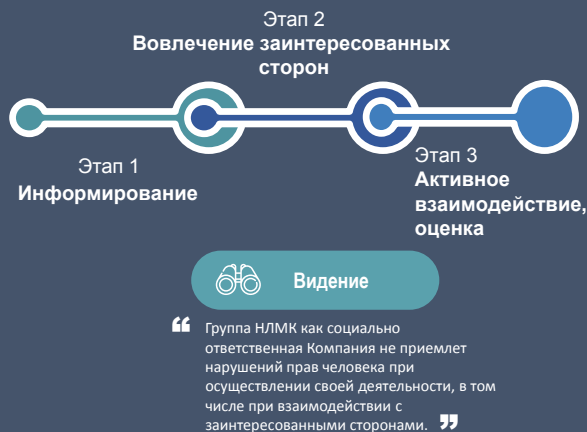 Этап 2
Вовлечение заинтересованных
сторон
Этап 1
Информирование
Этап 3
Активное
взаимодействие,
оценка
Видение
“ Группа НЛМК как социально
ответственная Компания не приемлет
нарушений прав человека при
осуществлении своей деятельности, в том
числе при взаимодействии с
заинтересованными сторонами. ”